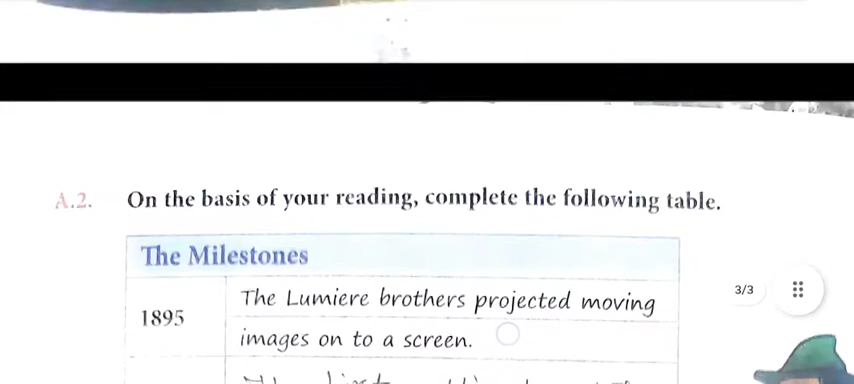 A.2. On the basis of your reading, complete the following table.
The Milestones
1895
The Lumiere brothers projected moving
images on to a screen.
3/3